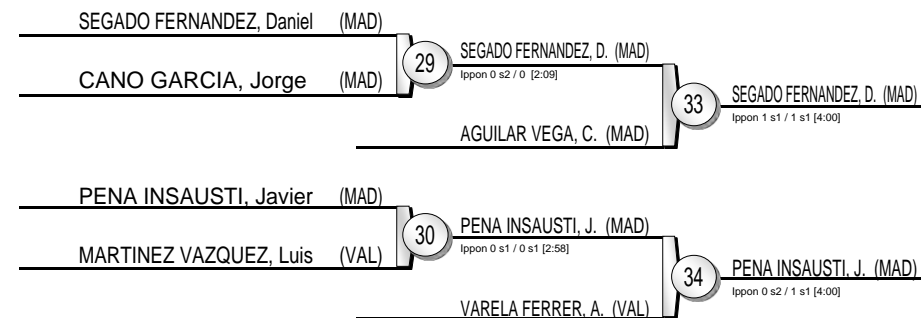 SEGADO FERNANDEZ, Daniel (MAD)
29
SEGADO FERNANDEZ, D. (MAD)
Ippon 0 s2 / 0 [2:09]
CANO GARCIA, Jorge (MAD)
33
SEGADO FERNANDEZ, D. (MAD)
Ippon 1 s1 / 1 s1 [4:00]
AGUILAR VEGA, C. (MAD)
PENA INSAUSTI, Javier (MAD)
30
PENA INSAUSTI, J. (MAD)
Ippon 0 s1 / 0 s1 [2:58]
MARTINEZ VAZQUEZ, Luis (VAL)
34
PENA INSAUSTI, J. (MAD)
Ippon 0 s2 / 1 s1 [4:00]
VARELA FERRER, A. (VAL)